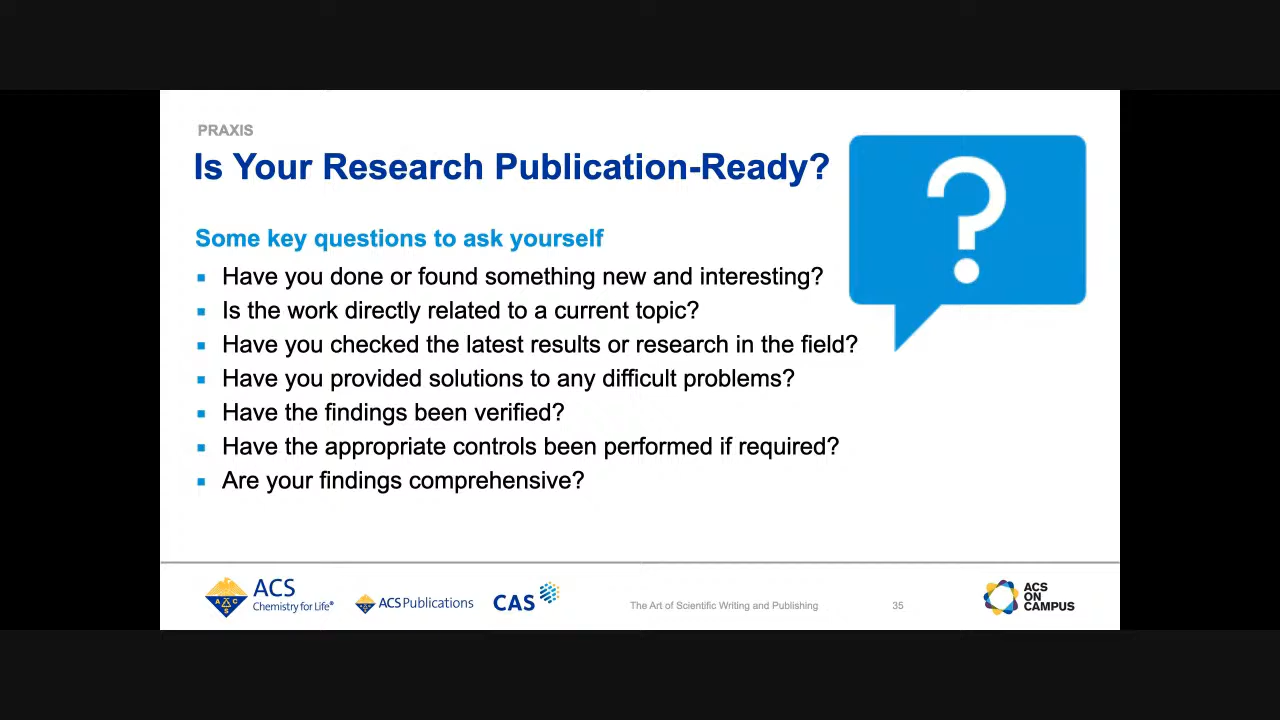 PRAXIS
Is Your Research Publication-Ready?
?
Some key questions to ask yourself
▪ Have you done or found something new and interesting?
▪ Is the work directly related to a current topic?
▪ Have you checked the latest results or research in the field?
▪ Have you provided solutions to any difficult problems?
▪ Have the findings been verified?
▪ Have the appropriate controls been performed if required?
▪ Are your findings comprehensive?
A C S
ACS
Chemistry for Life®
ACS Publications
CAS
The Art of Scientific Writing and Publishing
35
ACS
ON
CAMPUS